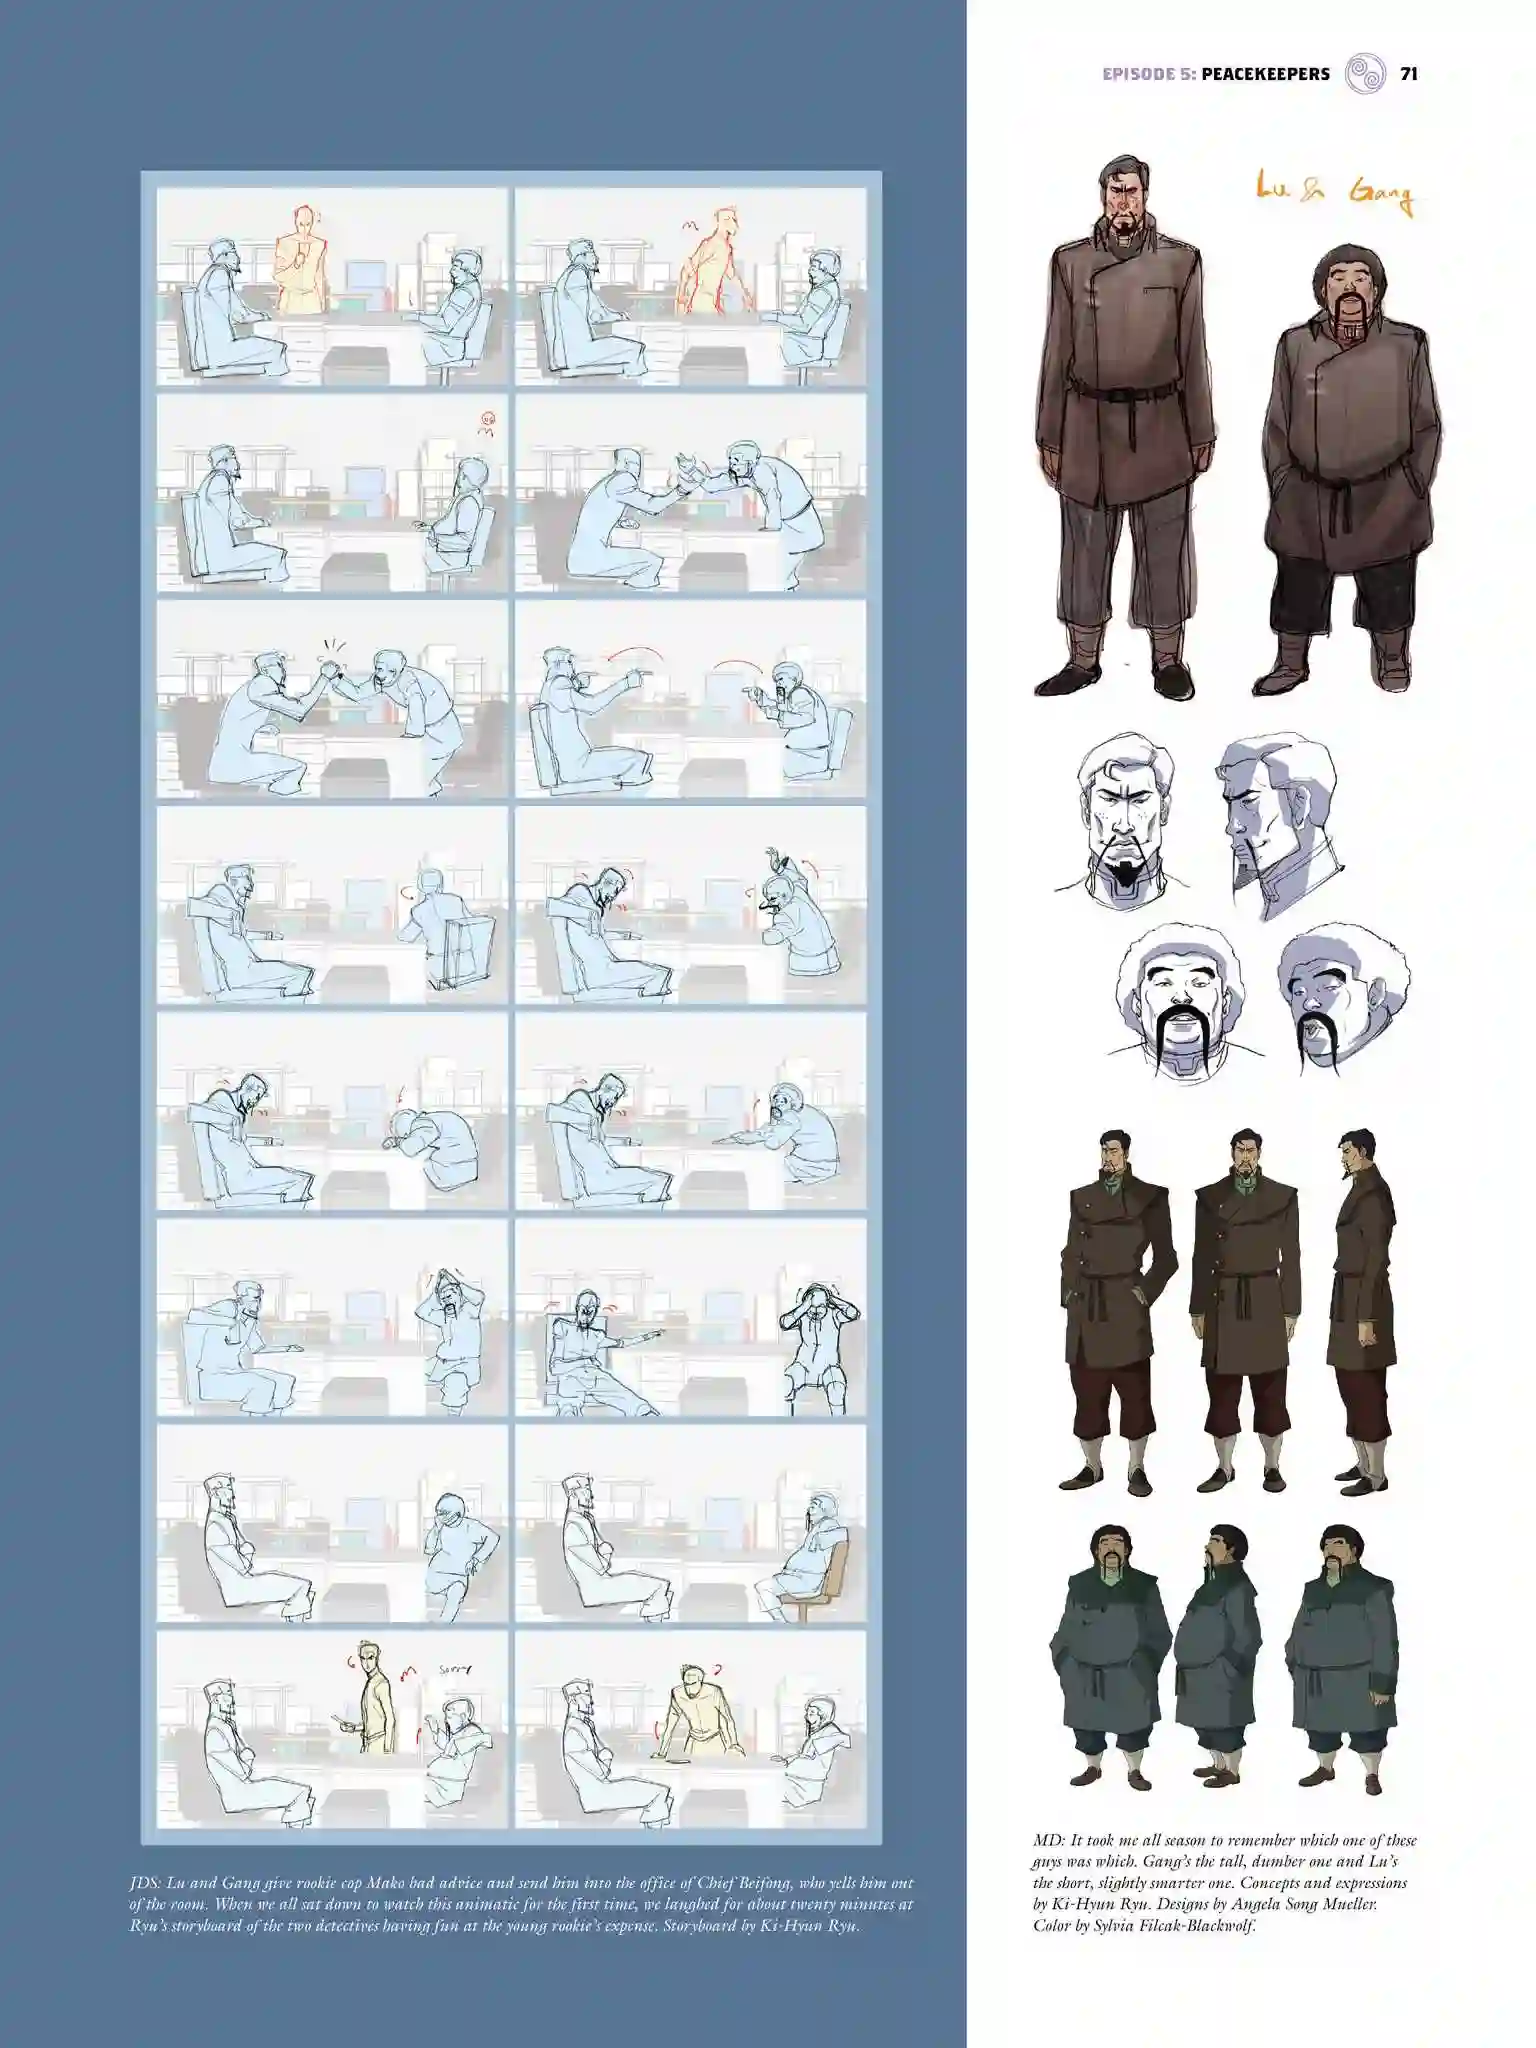 EPISODE 5: PEACEKEEPERS 71
Lu & Gang
Sorry
JDS: Lu and Gang give rookie cop Mako bad advice and send him into the office of Chief Beifong, who yells him out
of the room. When we all sat down to watch this animatic for the first time, we laughed for about twenty minutes at
Ryu's storyboard of the two detectives having fun at the young rookie's expense. Storyboard by Ki-Hyun Ryu.
MD: It took me all season to remember which one of these
guys was which. Gang's the tall, dumber one and Lu's
the short, slightly smarter one. Concepts and expressions
by Ki-Hyun Ryu. Designs by Angela Song Mueller.
Color by Sylvia Filcak-Blackwolf.